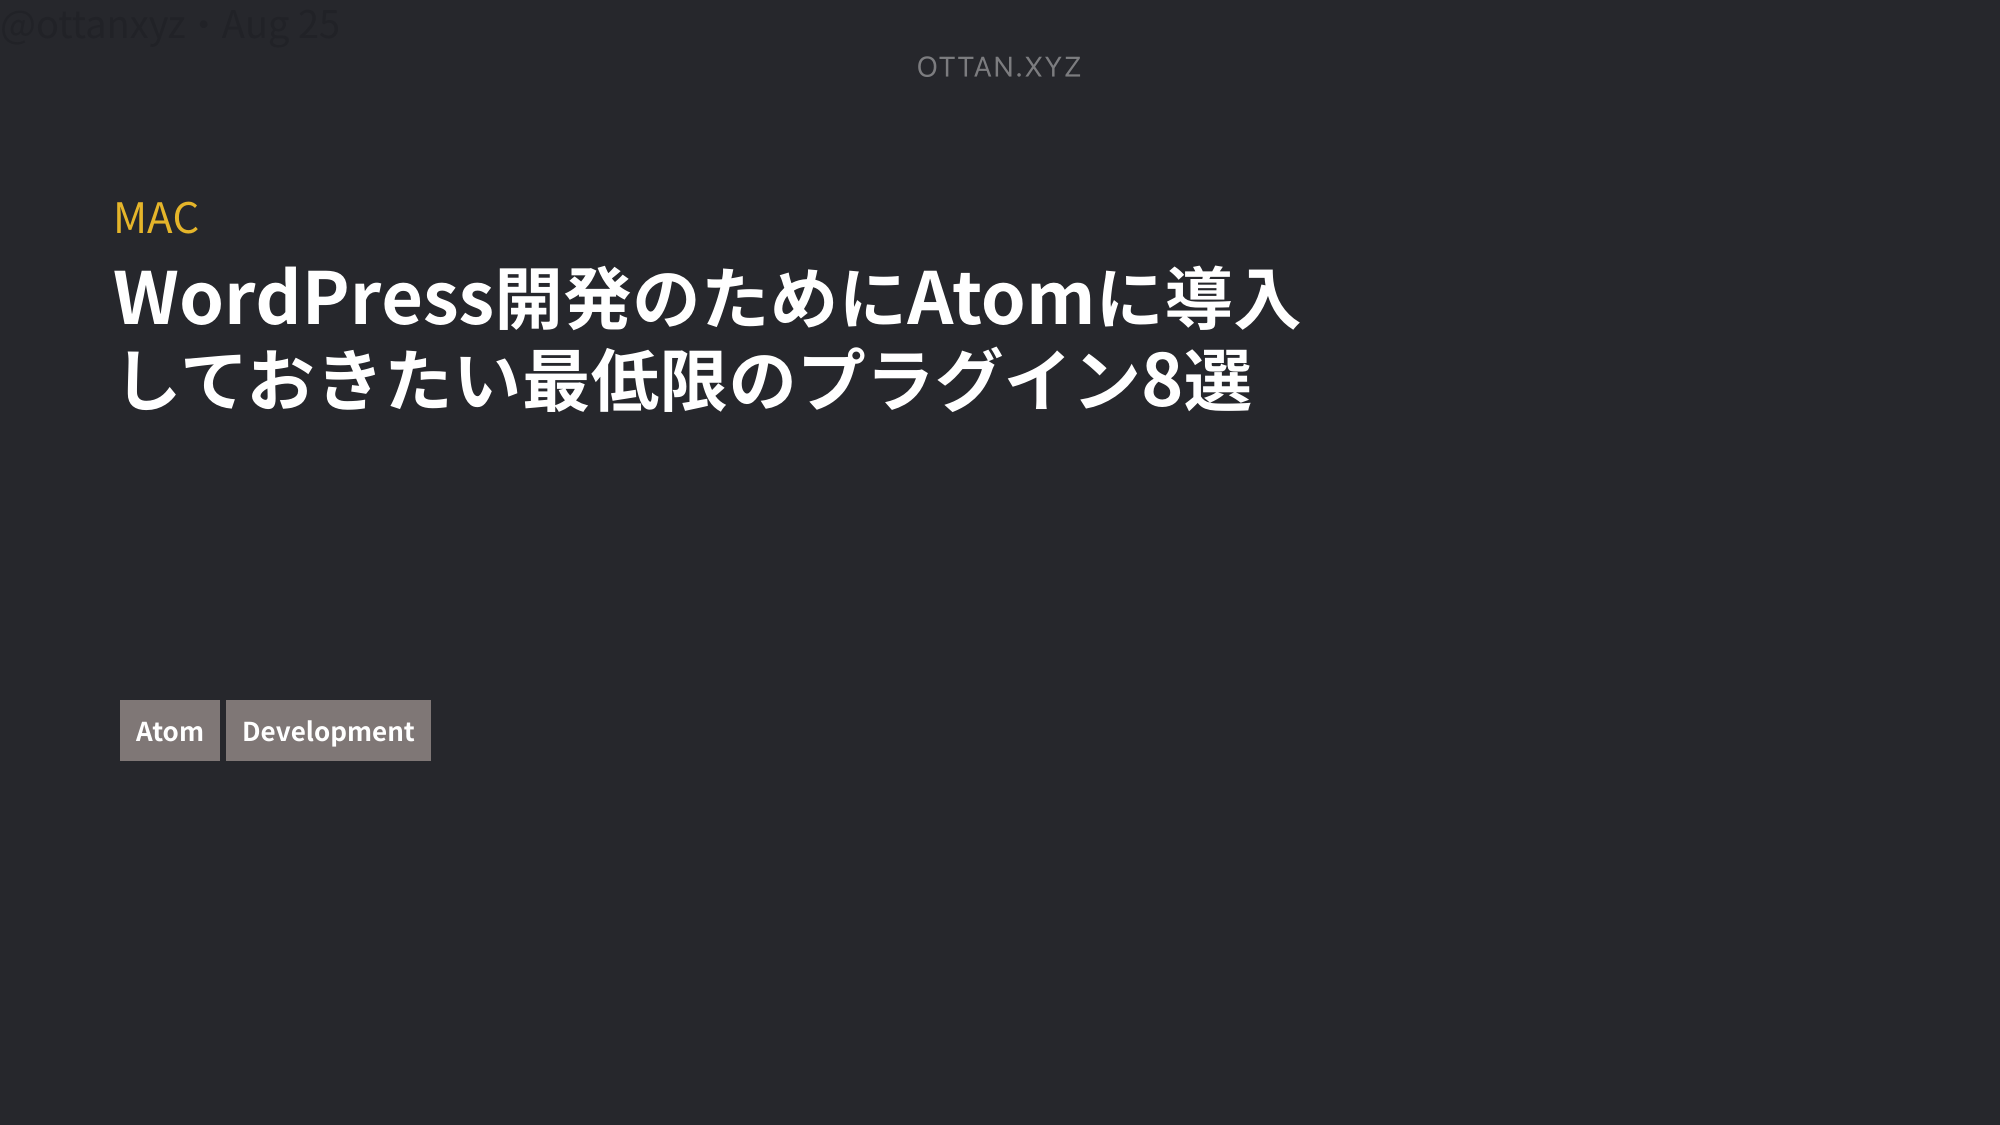 @ottanxyz・Aug 25
OTTAN.XYZ
MAC
WordPress開発のためにAtomに導入
しておきたい最低限のプラグイン8選
Atom
Development